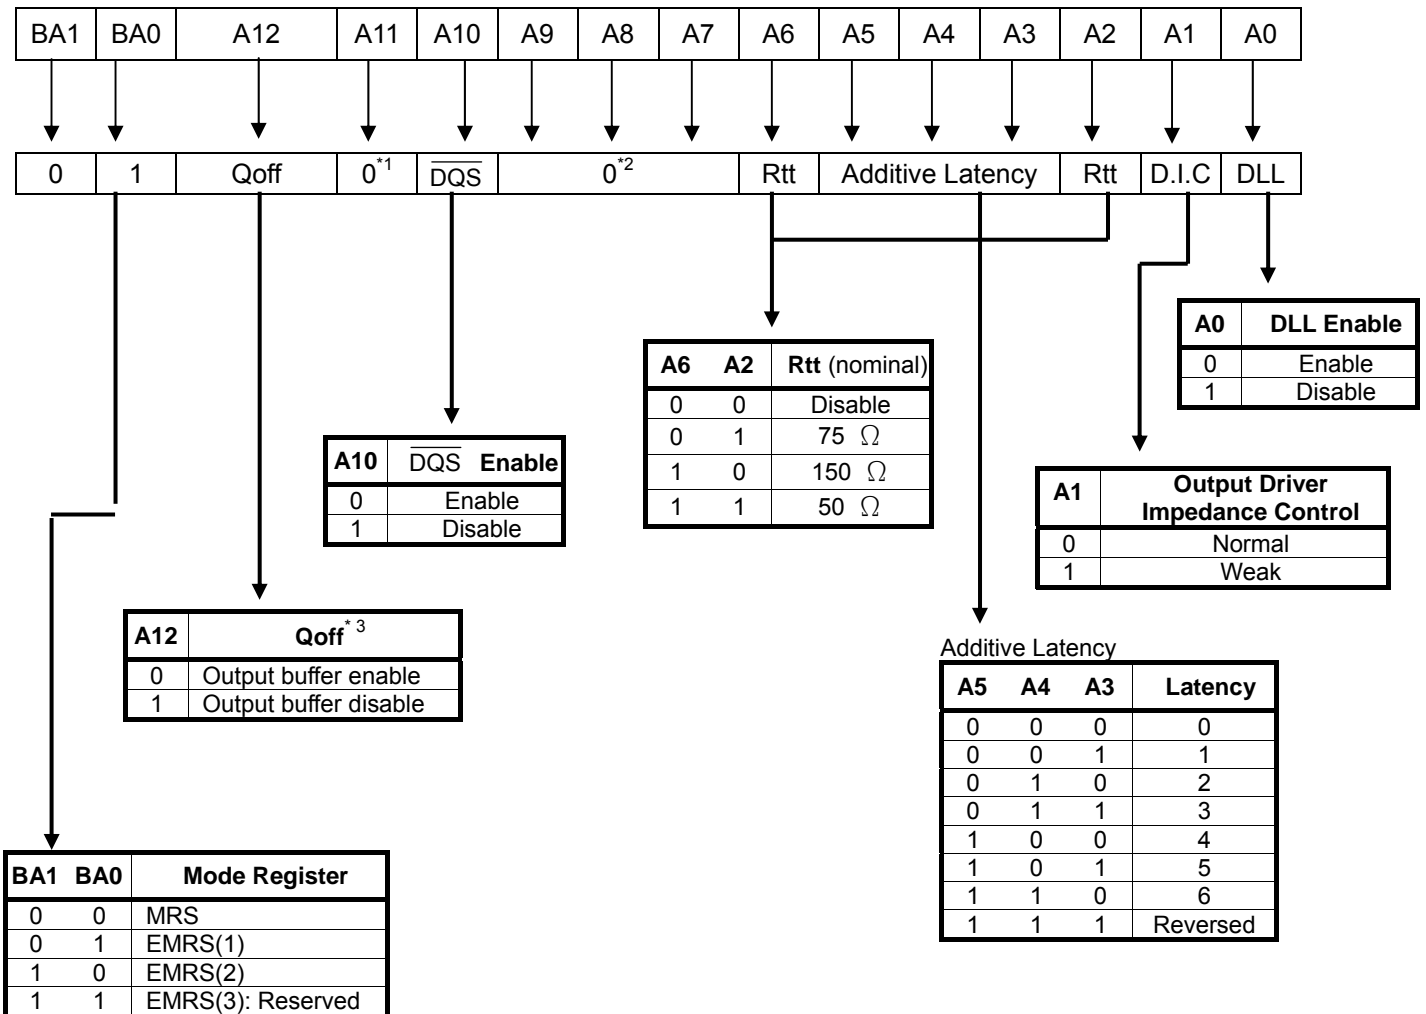 BA1 BA0 A12 A11 A10 A9 A8 A7 A6 A5 A4 A3 A2 A1 A0
0 1 Qoff 0*1 DQS 0*2 Rtt Additive Latency Rtt D.I.C DLL
A0 DLL Enable
0 Enable
1 Disable
A6 A2 Rtt (nominal)
0 0 Disable
0 1 75 Ω
1 0 150 Ω
1 1 50 Ω
A10 DQS Enable
0 Enable
1 Disable
A1 Output Driver
Impedance Control
0 Normal
1 Weak
A12 Qoff* 3
0 Output buffer enable
1 Output buffer disable
Additive Latency
A5 A4 A3 Latency
0 0 0 0
0 0 1 1
0 1 0 2
0 1 1 3
1 0 0 4
1 0 1 5
1 1 0 6
1 1 1 Reversed
BA1 BA0 Mode Register
0 0 MRS
0 1 EMRS(1)
1 0 EMRS(2)
1 1 EMRS(3): Reserved